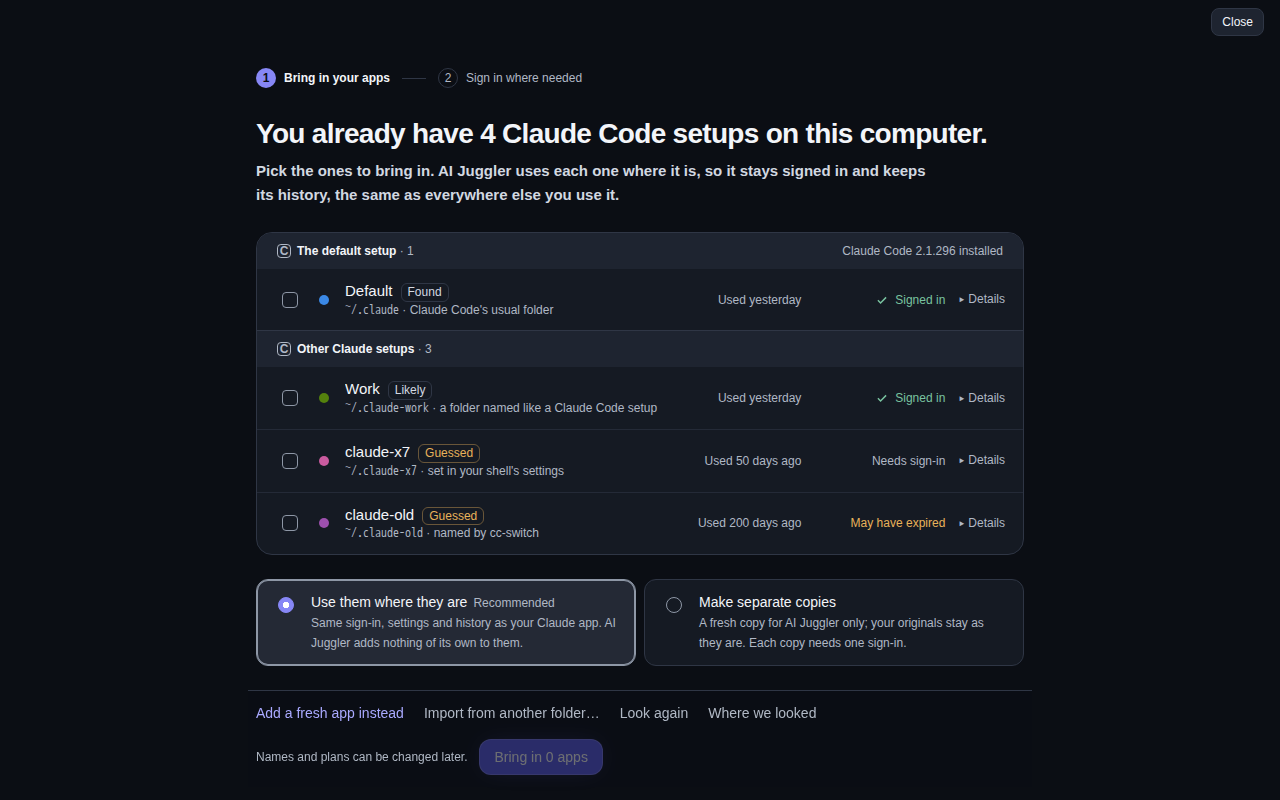 Close
1 Bring in your apps
2 Sign in where needed
You already have 4 Claude Code setups on this computer.
Pick the ones to bring in. AI Juggler uses each one where it is, so it stays signed in and keeps
its history, the same as everywhere else you use it.
C The default setup · 1 Claude Code 2.1.296 installed
Default Found Used yesterday ✓ Signed in ▸ Details
~/.claude · Claude Code's usual folder
C Other Claude setups · 3
Work Likely Used yesterday ✓ Signed in ▸ Details
~/.claude-work · a folder named like a Claude Code setup
claude-x7 Guessed Used 50 days ago Needs sign-in ▸ Details
~/.claude-x7 · set in your shell's settings
claude-old Guessed Used 200 days ago May have expired ▸ Details
~/.claude-old · named by cc-switch
Use them where they are Recommended
Same sign-in, settings and history as your Claude app. AI
Juggler adds nothing of its own to them.
Make separate copies
A fresh copy for AI Juggler only; your originals stay as
they are. Each copy needs one sign-in.
Add a fresh app instead Import from another folder… Look again Where we looked
Names and plans can be changed later. Bring in 0 apps